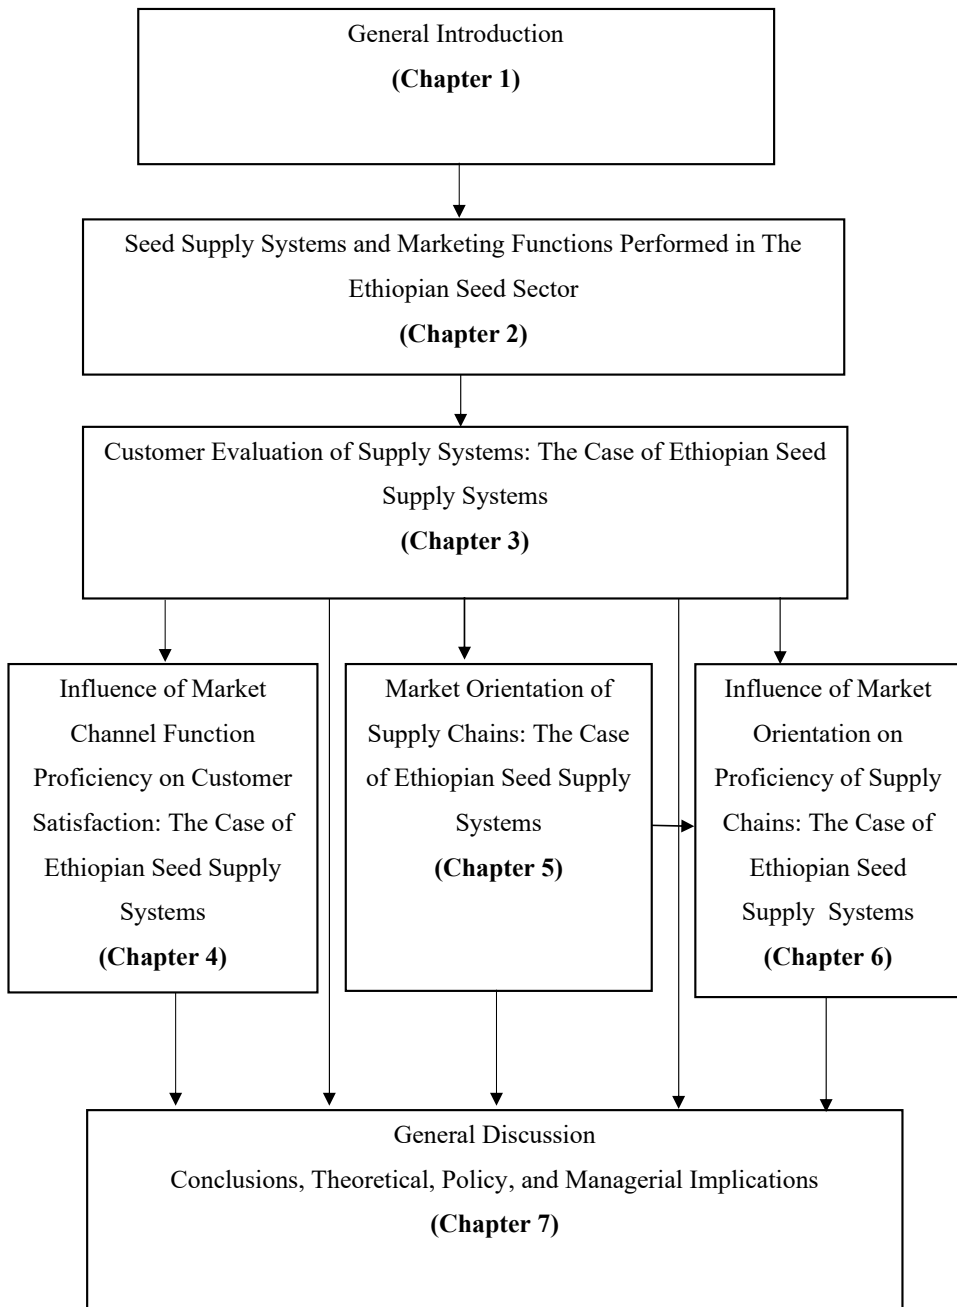 General Introduction
(Chapter 1)
Seed Supply Systems and Marketing Functions Performed in The
Ethiopian Seed Sector
(Chapter 2)
Customer Evaluation of Supply Systems: The Case of Ethiopian Seed
Supply Systems
(Chapter 3)
Influence of Market
Channel Function
Proficiency on Customer
Satisfaction: The Case of
Ethiopian Seed Supply
Systems
(Chapter 4)
Market Orientation of
Supply Chains: The Case
of Ethiopian Seed Supply
Systems
(Chapter 5)
Influence of Market
Orientation on
Proficiency of Supply
Chains: The Case of
Ethiopian Seed
Supply Systems
(Chapter 6)
General Discussion
Conclusions, Theoretical, Policy, and Managerial Implications
(Chapter 7)